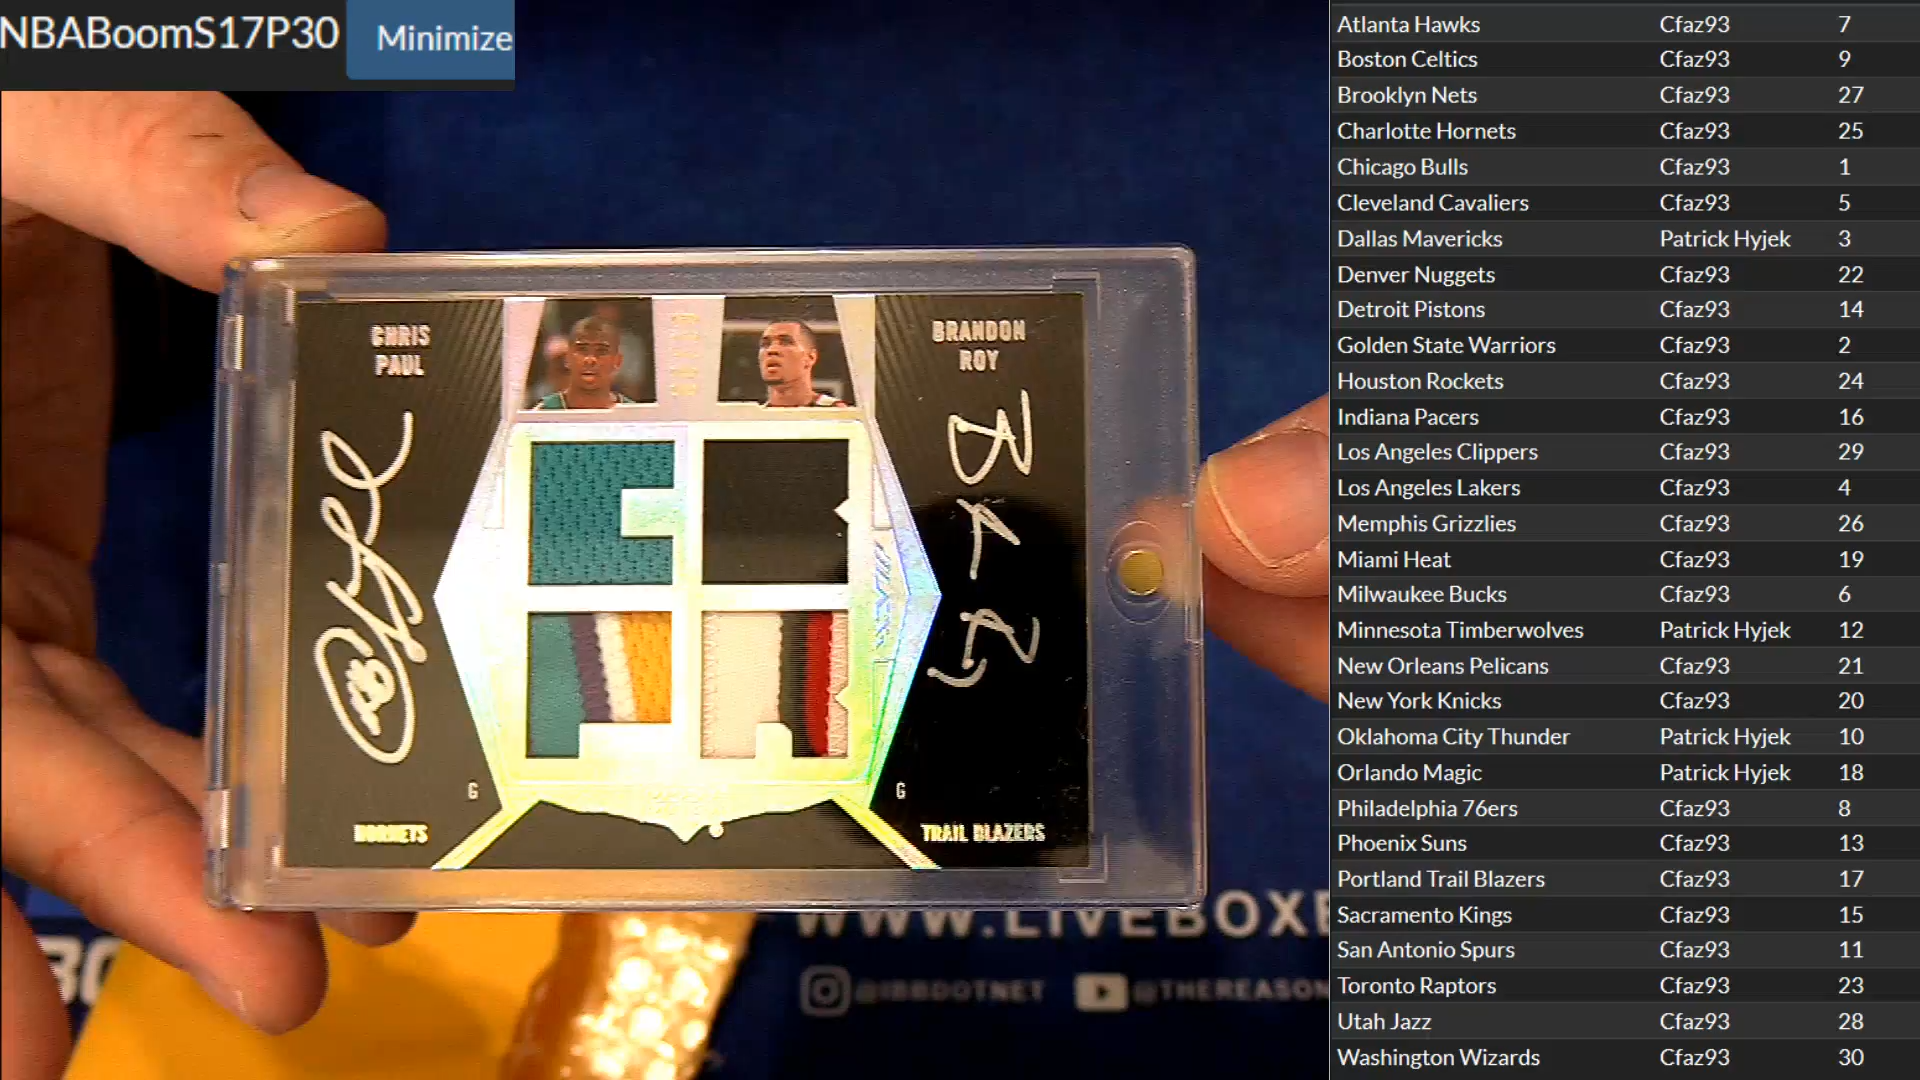 NBABoomS17P30
Minimize
CHRIS
PAUL
BRANDON
ROY
G
G
HORNETS
TRAIL BLAZERS
WWW.LIVEBOXB
@IBBDOTNET
@THEREASON
Atlanta Hawks Cfaz93 7
Boston Celtics Cfaz93 9
Brooklyn Nets Cfaz93 27
Charlotte Hornets Cfaz93 25
Chicago Bulls Cfaz93 1
Cleveland Cavaliers Cfaz93 5
Dallas Mavericks Patrick Hyjek 3
Denver Nuggets Cfaz93 22
Detroit Pistons Cfaz93 14
Golden State Warriors Cfaz93 2
Houston Rockets Cfaz93 24
Indiana Pacers Cfaz93 16
Los Angeles Clippers Cfaz93 29
Los Angeles Lakers Cfaz93 4
Memphis Grizzlies Cfaz93 26
Miami Heat Cfaz93 19
Milwaukee Bucks Cfaz93 6
Minnesota Timberwolves Patrick Hyjek 12
New Orleans Pelicans Cfaz93 21
New York Knicks Cfaz93 20
Oklahoma City Thunder Patrick Hyjek 10
Orlando Magic Patrick Hyjek 18
Philadelphia 76ers Cfaz93 8
Phoenix Suns Cfaz93 13
Portland Trail Blazers Cfaz93 17
Sacramento Kings Cfaz93 15
San Antonio Spurs Cfaz93 11
Toronto Raptors Cfaz93 23
Utah Jazz Cfaz93 28
Washington Wizards Cfaz93 30